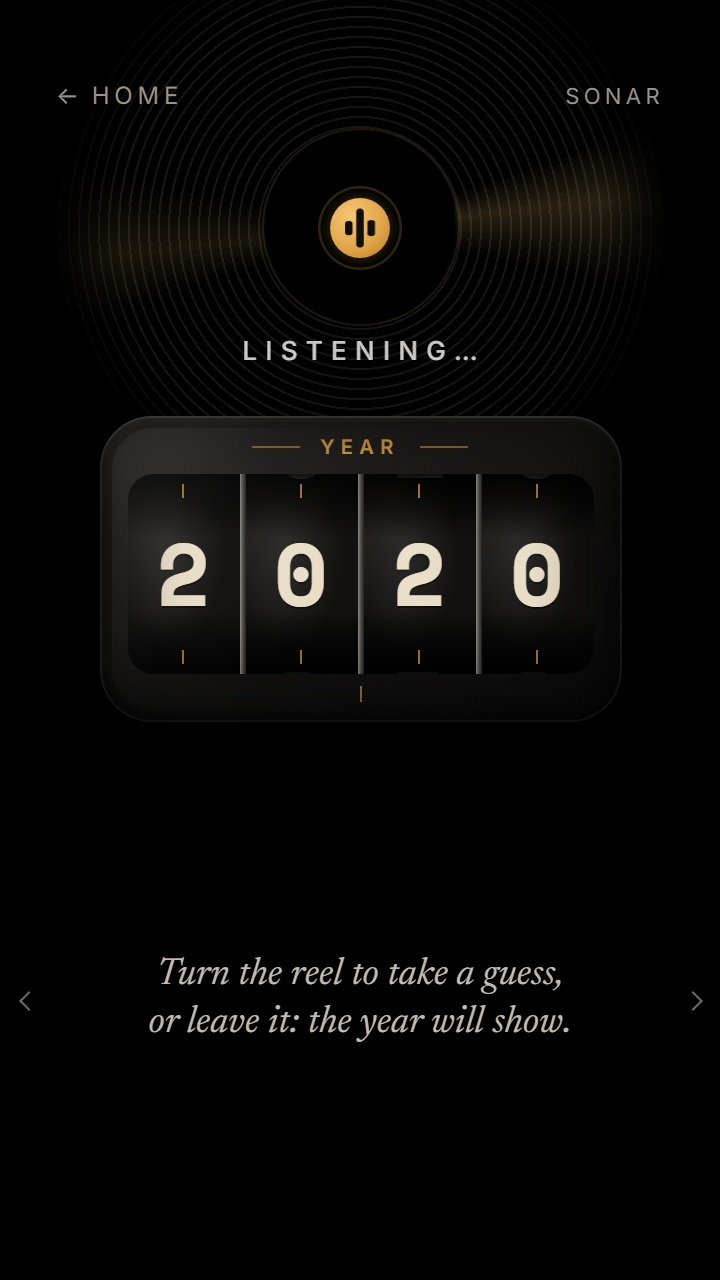 ← HOME
SONAR
LISTENING…
YEAR
2020
Turn the reel to take a guess,
or leave it: the year will show.